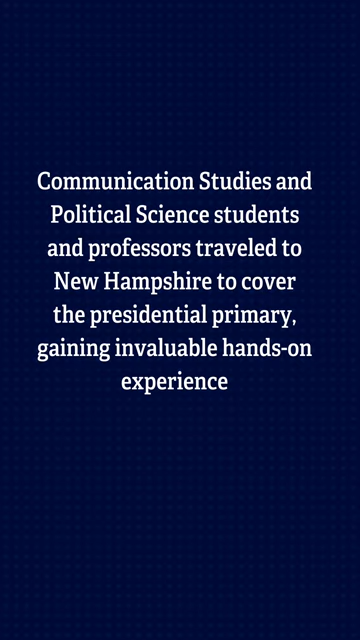 Communication Studies and
Political Science students
and professors traveled to
New Hampshire to cover
the presidential primary,
gaining invaluable hands-on
experience